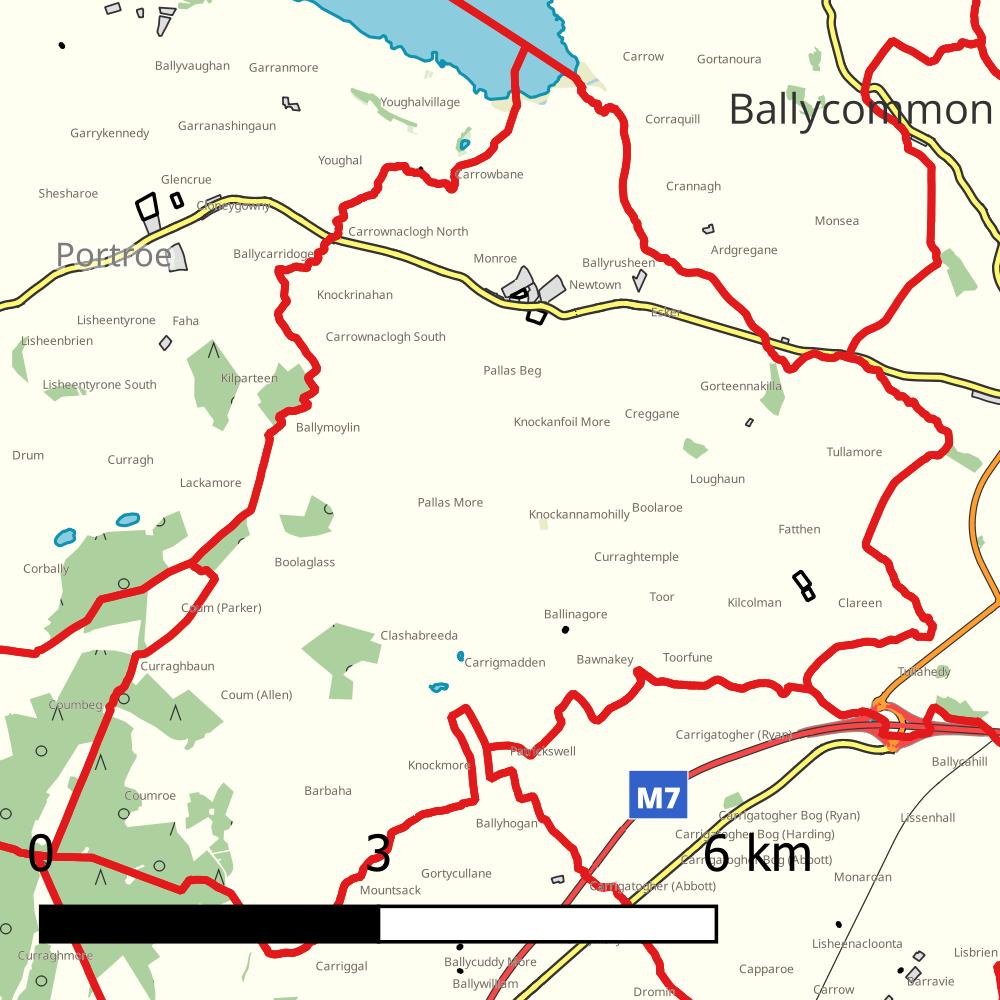 Ballyvaughan
Garranmore
Carrow
Gortanoura
Youghalvillage
Ballycommon
Garrykennedy
Garranashingaun
Corraquill
Youghal
Carrowbane
Shesharoe
Glencrue
Crannagh
Cloneygowny
Monsea
Portroe
Ballycarridoge
Carrownaclogh North
Ardgregane
Monroe
Ballyrusheen
Newtown
Knockrinahan
Esker
Lisheentyrone
Faha
Lisheenbrien
Carrownaclogh South
Pallas Beg
Lisheentyrone South
Kilparteen
Gorteennakilla
Creggane
Knockanfoil More
Ballymoylin
Drum
Curragh
Tullamore
Lackamore
Loughaun
Pallas More
Boolaroe
Knockannamohilly
Fatthen
Curraghtemple
Boolaglass
Corbally
Toor
Kilcolman
Clareen
Coum (Parker)
Ballinagore
Clashabreeda
Carrigmadden
Bawnakey
Toorfune
Curraghbaun
Tullahedy
Coum (Allen)
Coumbeg
Carrigatogher (Ryan)
Patrickswell
Knockmore
Ballycahill
Barbaha
Coumroe
M7
Carrigatogher Bog (Ryan)
Lissenhall
Ballyhogan
Carrigatogher Bog (Harding)
0 3 6 km
Carrigatogher Bog (Abbott)
Gortycullane
Monaroan
Mountsack
Carrigatogher (Abbott)
Lisheenacloonta
Lisbrien
Curraghmore
Carriggal
Ballycuddy More
Capparoe
Ballywilliam
Barravie
Carrow
Dromin